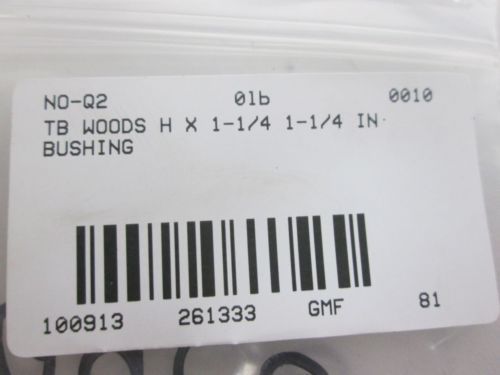 NO-Q2 01b 0010
TB WOODS H X 1-1/4 1-1/4 IN
BUSHING
100913 261333 GMF 81